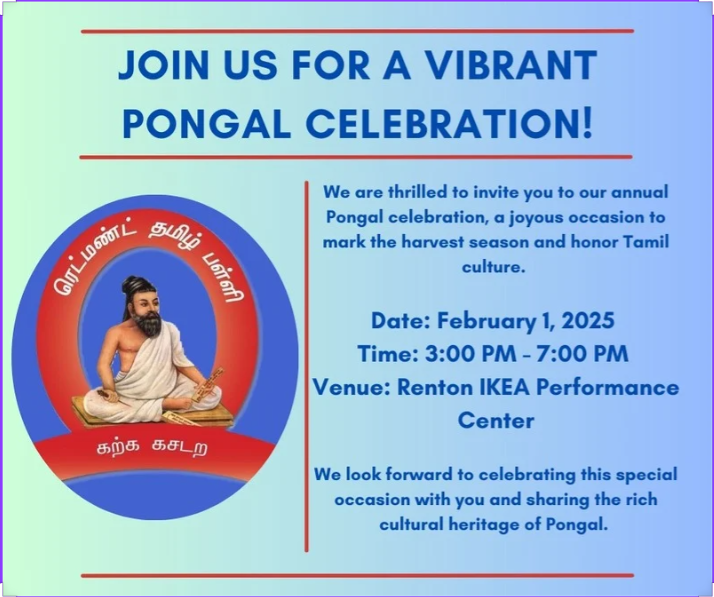 JOIN US FOR A VIBRANT
PONGAL CELEBRATION!
ரெட்மண்ட் தமிழ் பள்ளி
கற்க கசடற
We are thrilled to invite you to our annual
Pongal celebration, a joyous occasion to
mark the harvest season and honor Tamil
culture.
Date: February 1, 2025
Time: 3:00 PM - 7:00 PM
Venue: Renton IKEA Performance
Center
We look forward to celebrating this special
occasion with you and sharing the rich
cultural heritage of Pongal.